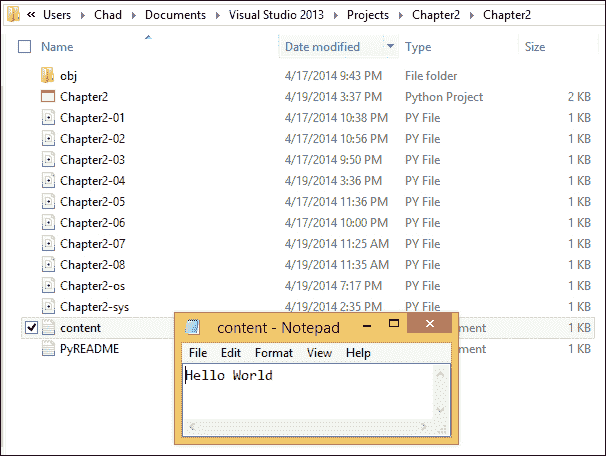 « Users Chad Documents Visual Studio 2013 Projects Chapter2 Chapter2
Name Date modified Type Size
obj 4/17/2014 9:43 PM File folder
Chapter2 4/19/2014 3:37 PM Python Project 2 KB
Chapter2-01 4/17/2014 10:38 PM PY File 1 KB
Chapter2-02 4/17/2014 10:56 PM PY File 1 KB
Chapter2-03 4/17/2014 9:50 PM PY File 1 KB
Chapter2-04 4/19/2014 3:36 PM PY File 1 KB
Chapter2-05 4/17/2014 11:36 PM PY File 1 KB
Chapter2-06 4/17/2014 10:00 PM PY File 1 KB
Chapter2-07 4/19/2014 11:25 AM PY File 1 KB
Chapter2-08 4/19/2014 11:35 AM PY File 1 KB
Chapter2-os 4/19/2014 7:17 PM PY File 1 KB
Chapter2-sys 4/19/2014 2:35 PM PY File 1 KB
content ment 1 KB
PyREADME ment 1 KB
content - Notepad
File Edit Format View Help
Hello World